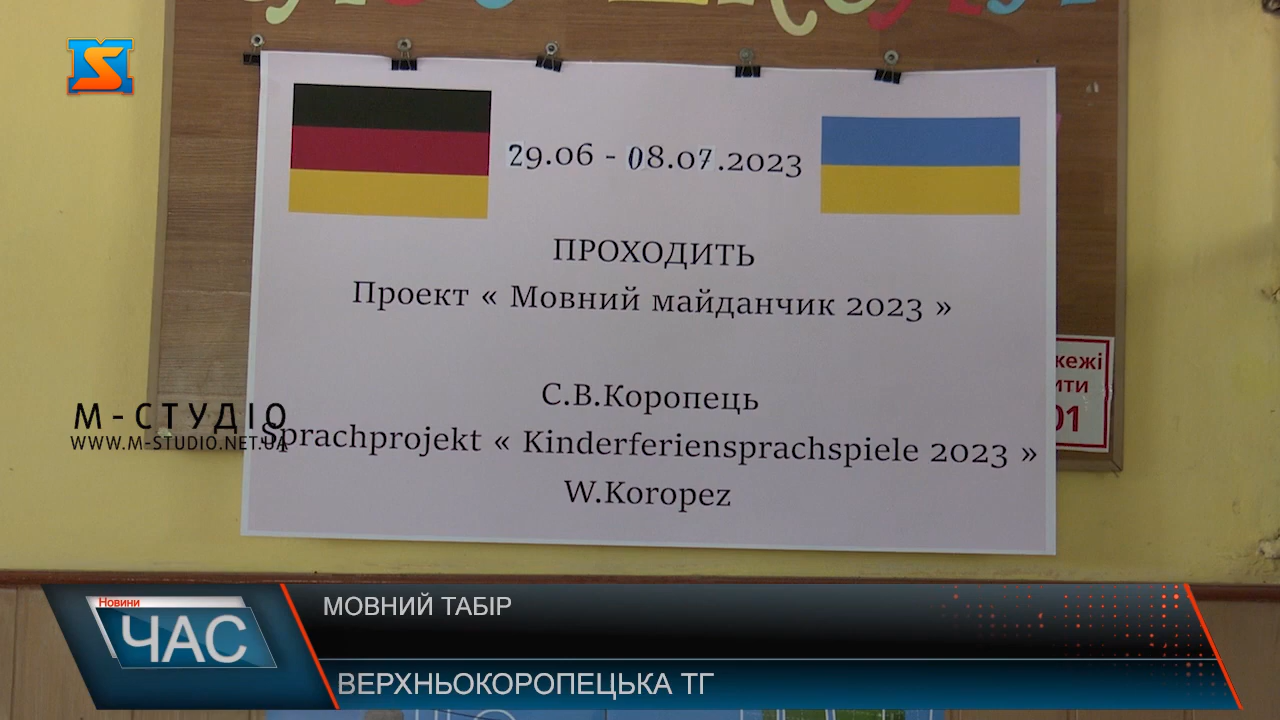 29.06 - 08.07.2023
ПРОХОДИТЬ
Проект « Мовний майданчик 2023 »
С.В.Коропець
Sprachprojekt « Kinderferiensprachspiele 2023 »
W.Koropez
01
М-СТУДІО
WWW.M-STUDIO.NET.UA
Новини
ЧАС
МОВНИЙ ТАБІР
ВЕРХНЬОКОРОПЕЦЬКА ТГ